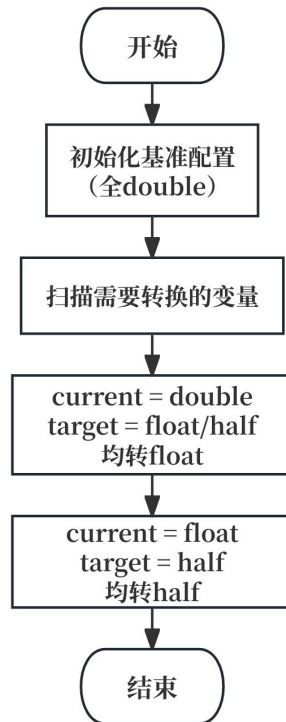 开始
初始化基准配置
（全double）
扫描需要转换的变量
current = double
target = float/half
均转float
current = float
target = half
均转half
结束